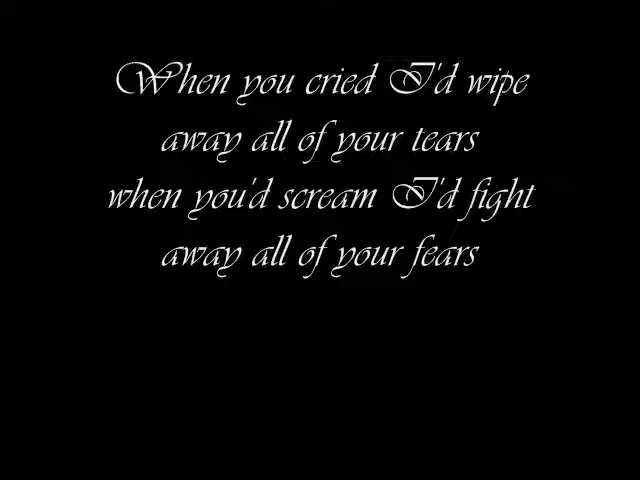 When you cried I'd wipe
away all of your tears
when you'd scream I'd fight
away all of your fears